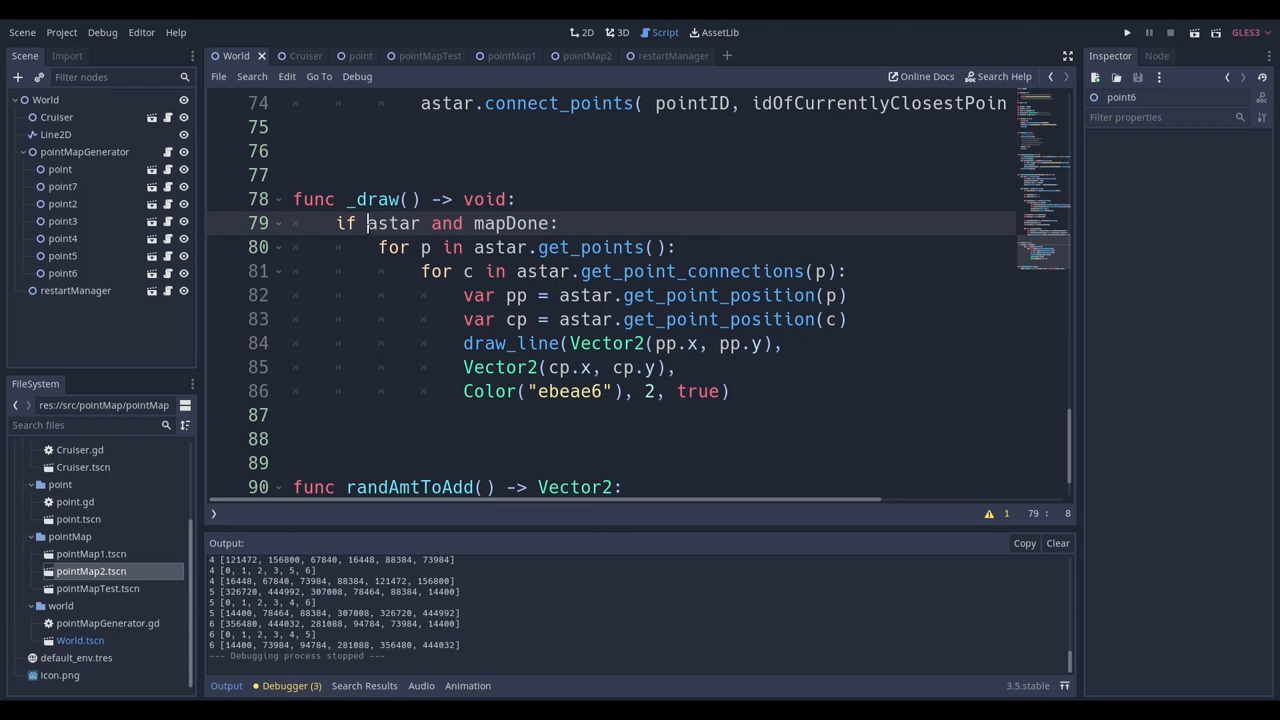 Scene Project Debug Editor Help
2D 3D Script AssetLib
GLES3
Scene Import
World Cruiser point pointMapTest pointMap1 pointMap2 restartManager
Inspector Node
Filter nodes
File Search Edit Go To Debug
Online Docs Search Help
World
Cruiser
Line2D
pointMapGenerator
point
point7
point2
point3
point4
point5
point6
restartManager
point6
Filter properties
74 astar.connect_points( pointID, idOfCurrentlyClosestPoin
75
76
77
78 func _draw() -> void:
79 if astar and mapDone:
80 for p in astar.get_points():
81 for c in astar.get_point_connections(p):
82 var pp = astar.get_point_position(p)
83 var cp = astar.get_point_position(c)
84 draw_line(Vector2(pp.x, pp.y),
85 Vector2(cp.x, cp.y),
86 Color("ebeae6"), 2, true)
87
88
89
90 func randAmtToAdd() -> Vector2:
1 79 : 8
FileSystem
res://src/pointMap/pointMap
Search files
Cruiser.gd
Cruiser.tscn
point
point.gd
point.tscn
pointMap
pointMap1.tscn
pointMap2.tscn
pointMapTest.tscn
world
pointMapGenerator.gd
World.tscn
default_env.tres
icon.png
Output:
Copy Clear
4 [121472, 156800, 67840, 16448, 88384, 73984]
4 [0, 1, 2, 3, 5, 6]
4 [16448, 67840, 73984, 88384, 121472, 156800]
5 [326720, 444992, 307008, 78464, 88384, 14400]
5 [0, 1, 2, 3, 4, 6]
5 [14400, 78464, 88384, 307008, 326720, 444992]
6 [356480, 444032, 281088, 94784, 73984, 14400]
6 [0, 1, 2, 3, 4, 5]
6 [14400, 73984, 94784, 281088, 356480, 444032]
--- Debugging process stopped ---
Output Debugger (3) Search Results Audio Animation
3.5.stable